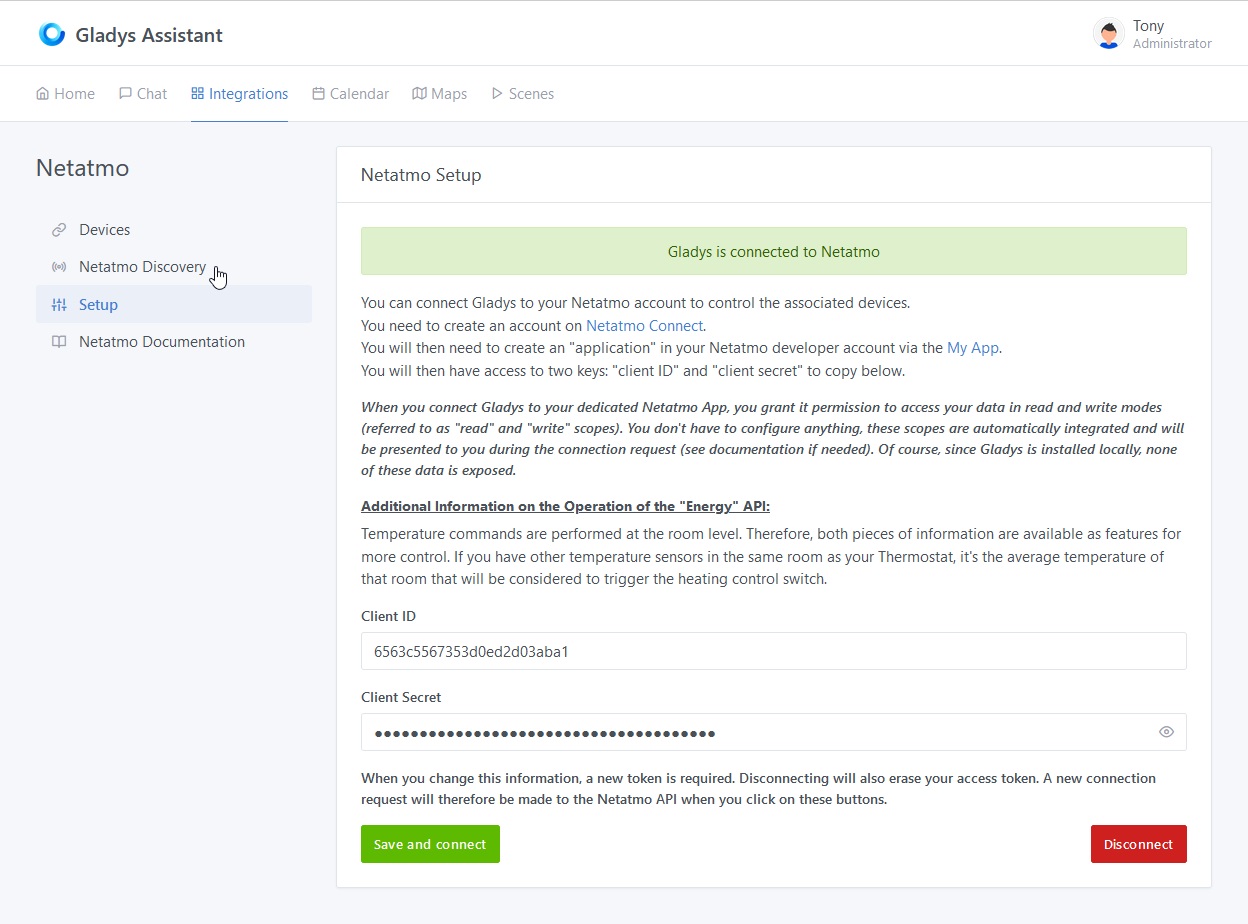 Gladys Assistant
Tony
Administrator
Home
Chat
Integrations
Calendar
Maps
Scenes
Netatmo
Devices
Netatmo Discovery
Setup
Netatmo Documentation
Netatmo Setup
Gladys is connected to Netatmo
You can connect Gladys to your Netatmo account to control the associated devices.
You need to create an account on Netatmo Connect.
You will then need to create an "application" in your Netatmo developer account via the My App.
You will then have access to two keys: "client ID" and "client secret" to copy below.
When you connect Gladys to your dedicated Netatmo App, you grant it permission to access your data in read and write modes
(referred to as "read" and "write" scopes). You don't have to configure anything, these scopes are automatically integrated and will
be presented to you during the connection request (see documentation if needed). Of course, since Gladys is installed locally, none
of these data is exposed.
Additional Information on the Operation of the "Energy" API:
Temperature commands are performed at the room level. Therefore, both pieces of information are available as features for
more control. If you have other temperature sensors in the same room as your Thermostat, it's the average temperature of
that room that will be considered to trigger the heating control switch.
Client ID
6563c5567353d0ed2d03aba1
Client Secret
When you change this information, a new token is required. Disconnecting will also erase your access token. A new connection
request will therefore be made to the Netatmo API when you click on these buttons.
Save and connect
Disconnect